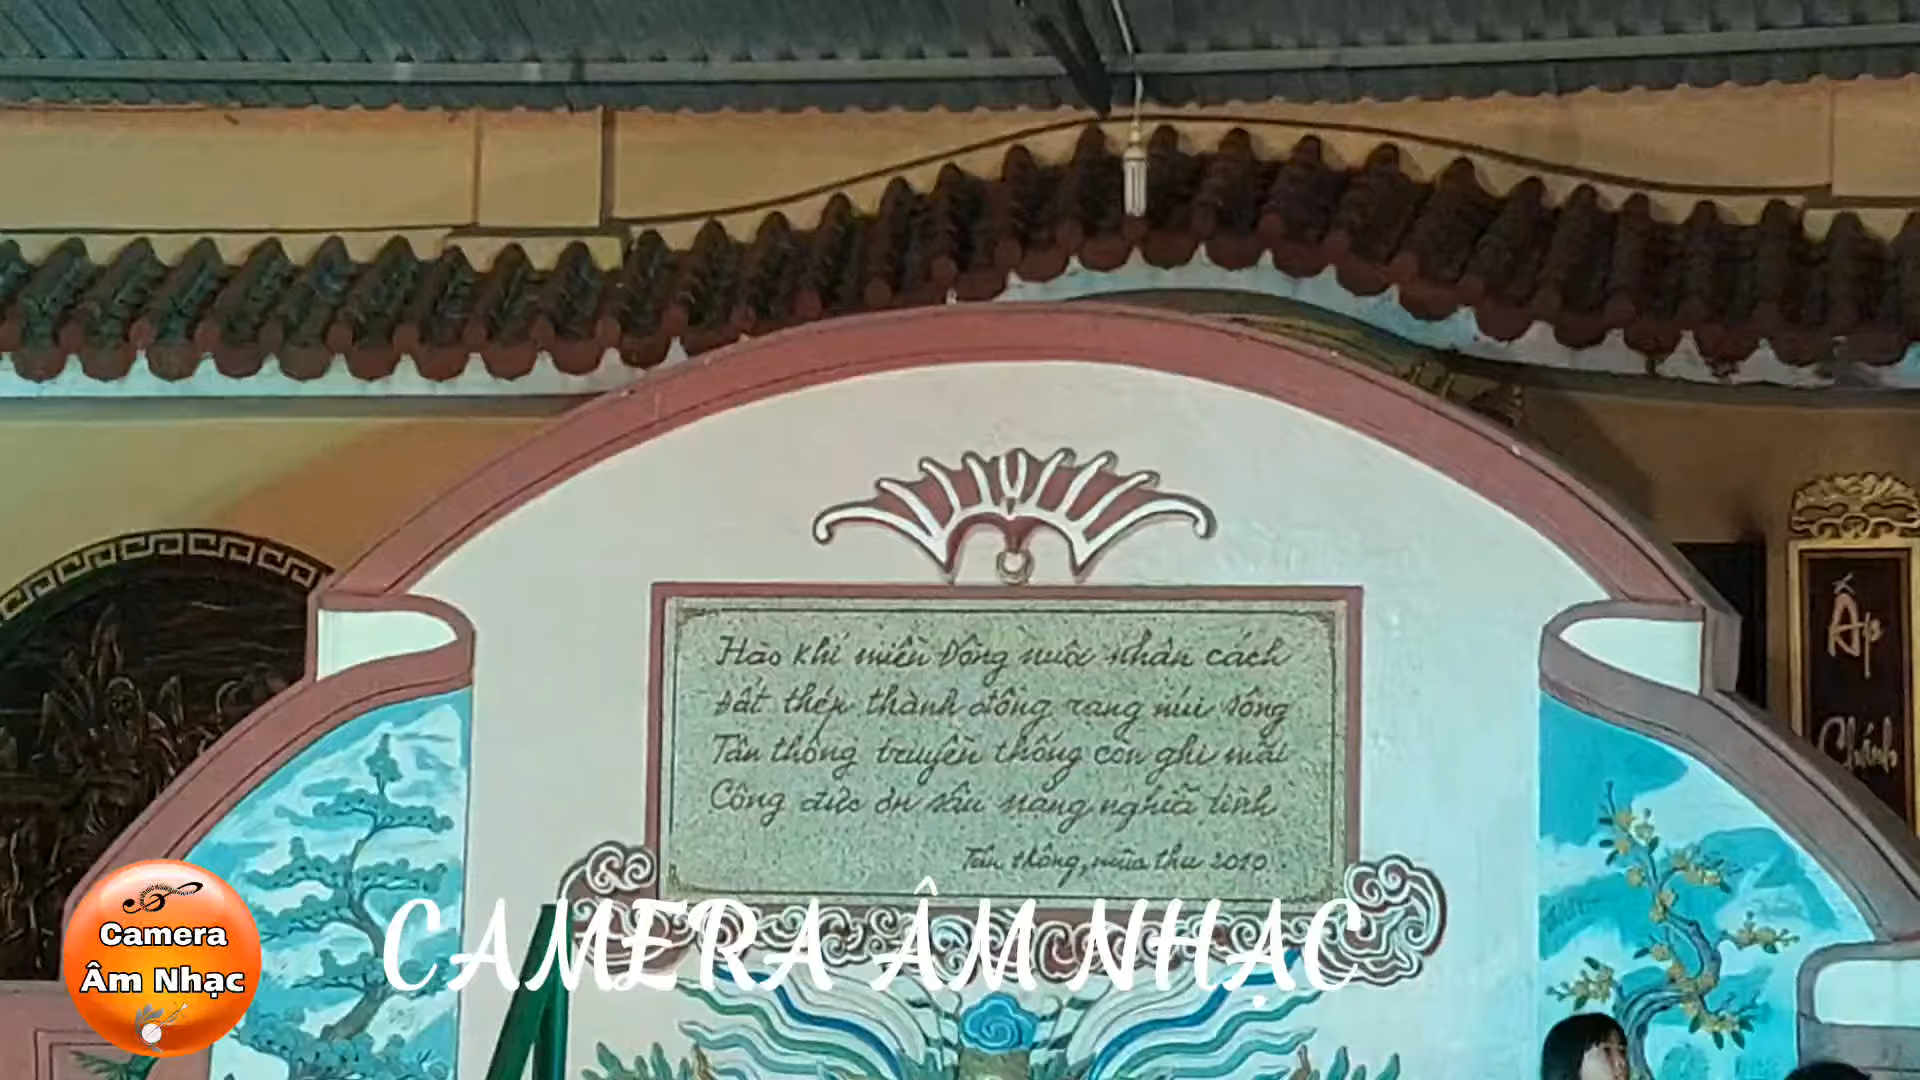 Hào khí miền Đông nuôi nhân cách
Đất thép thành đồng rạng núi sông
Tân thông truyền thống còn ghi mãi
Công đức ơn sâu nặng nghĩa tình
Tân thông, mùa thu 2010.
Ấp
Chánh
Camera
Âm Nhạc
CAMERA ÂM NHẠC